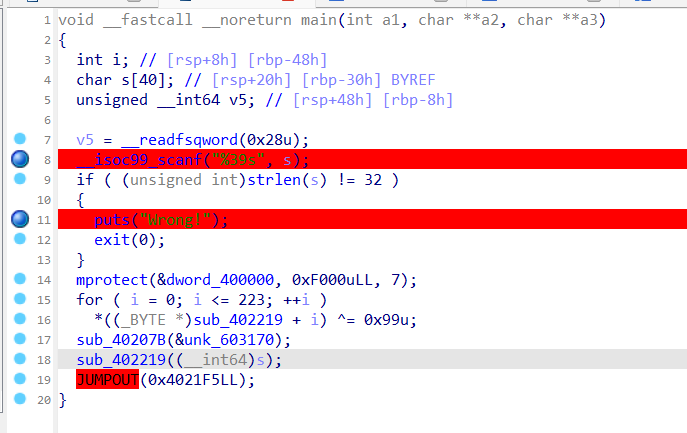 1 void __fastcall __noreturn main(int a1, char **a2, char **a3)
2 {
3 int i; // [rsp+8h] [rbp-48h]
4 char s[40]; // [rsp+20h] [rbp-30h] BYREF
5 unsigned __int64 v5; // [rsp+48h] [rbp-8h]
6
7 v5 = __readfsqword(0x28u);
8 __isoc99_scanf("%39s", s);
9 if ( (unsigned int)strlen(s) != 32 )
10 {
11 puts("Wrong!");
12 exit(0);
13 }
14 mprotect(&dword_400000, 0xF000uLL, 7);
15 for ( i = 0; i <= 223; ++i )
16 *((_BYTE *)sub_402219 + i) ^= 0x99u;
17 sub_40207B(&unk_603170);
18 sub_402219((__int64)s);
19 JUMPOUT(0x4021F5LL);
20 }